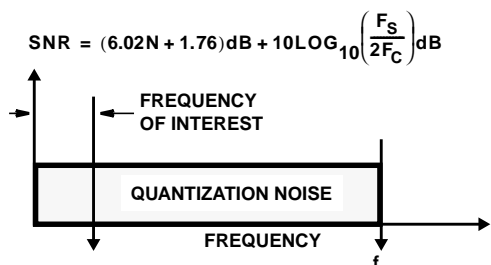 SNR = (6.02N + 1.76)dB + 10LOG10(FS/2FC)dB
FREQUENCY
OF INTEREST
QUANTIZATION NOISE
FREQUENCY
f